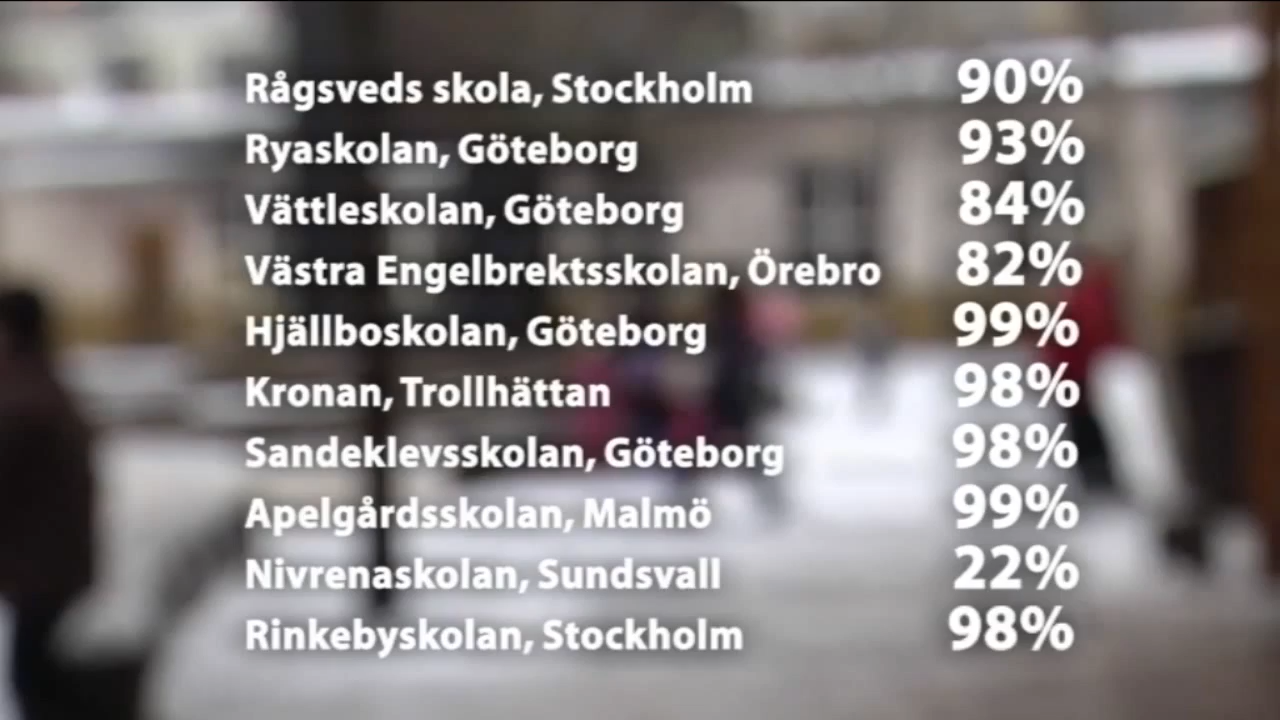 Rågsveds skola, Stockholm 90%
Ryaskolan, Göteborg 93%
Vättleskolan, Göteborg 84%
Västra Engelbrektsskolan, Örebro 82%
Hjällboskolan, Göteborg 99%
Kronan, Trollhättan 98%
Sandeklevsskolan, Göteborg 98%
Apelgårdsskolan, Malmö 99%
Nivrenaskolan, Sundsvall 22%
Rinkebyskolan, Stockholm 98%